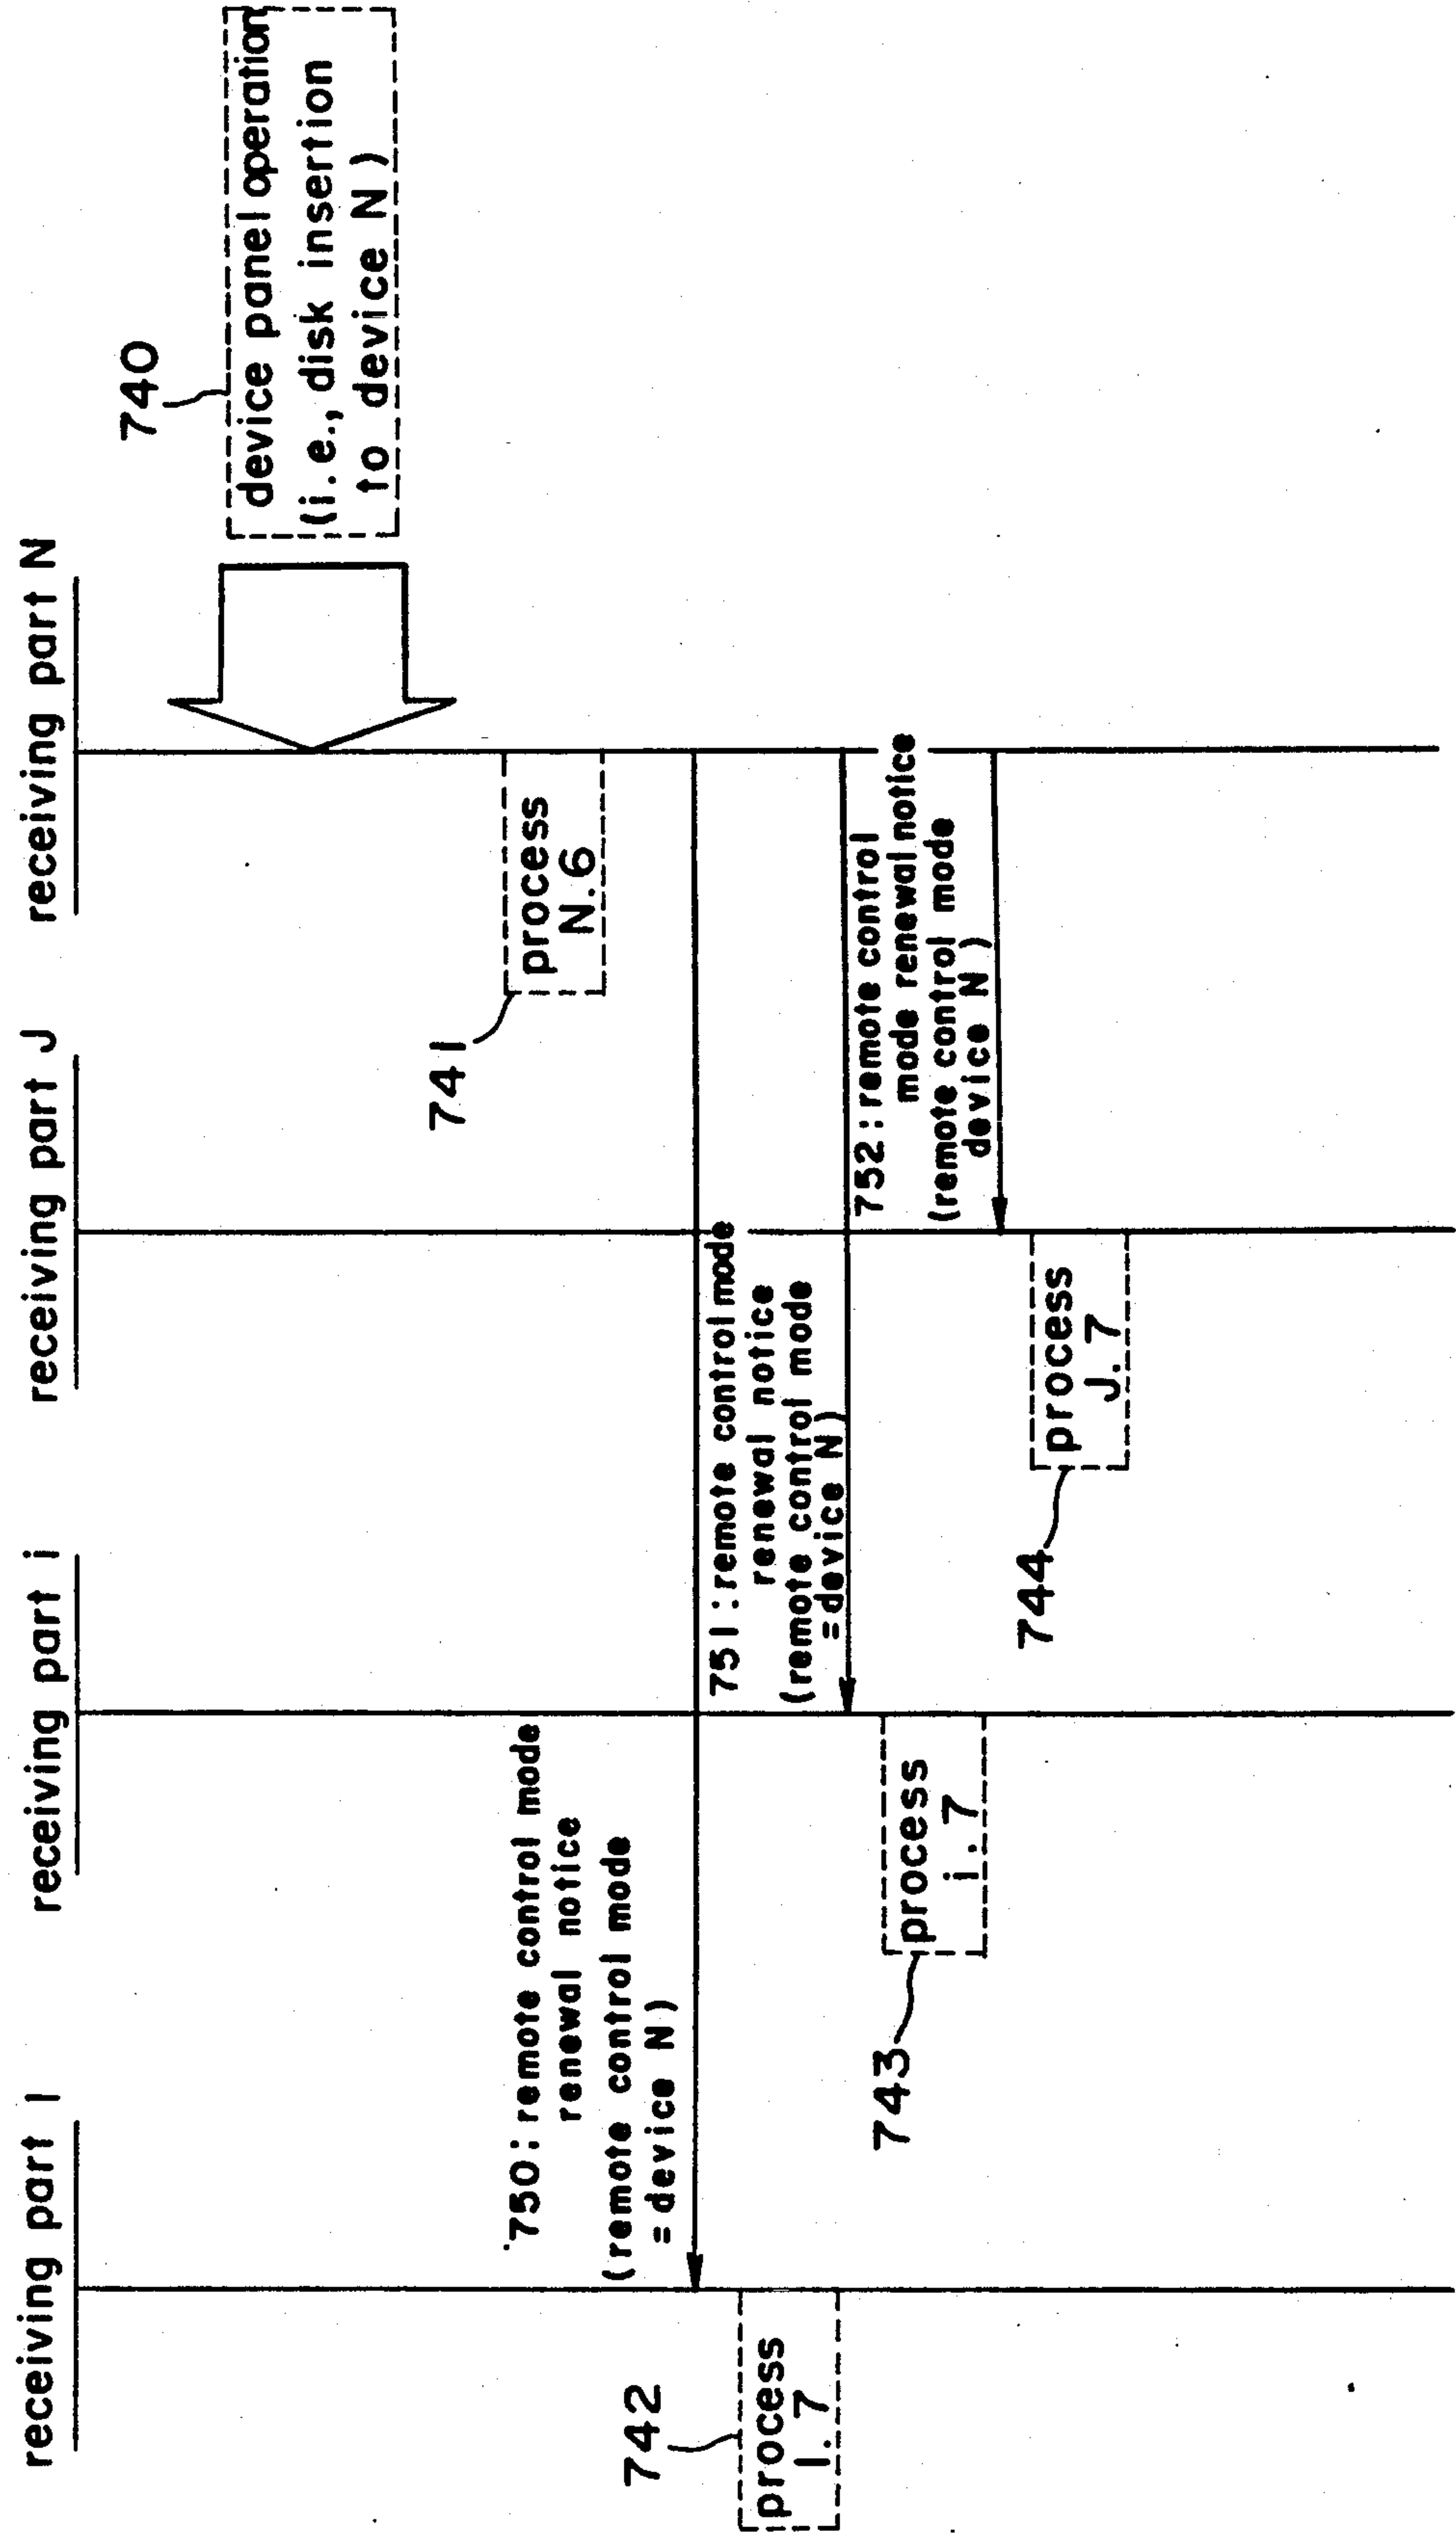 receiving part 1
receiving part i
receiving part J
receiving part N
740
device panel operation
(i.e., disk insertion
to device N)
741
process
N.6
750: remote control mode
renewal notice
(remote control mode
= device N)
742
process
1.7
751: remote control mode
renewal notice
(remote control mode
= device N)
743
process
i.7
752: remote control
mode renewal notice
(remote control mode
device N)
744
process
J.7